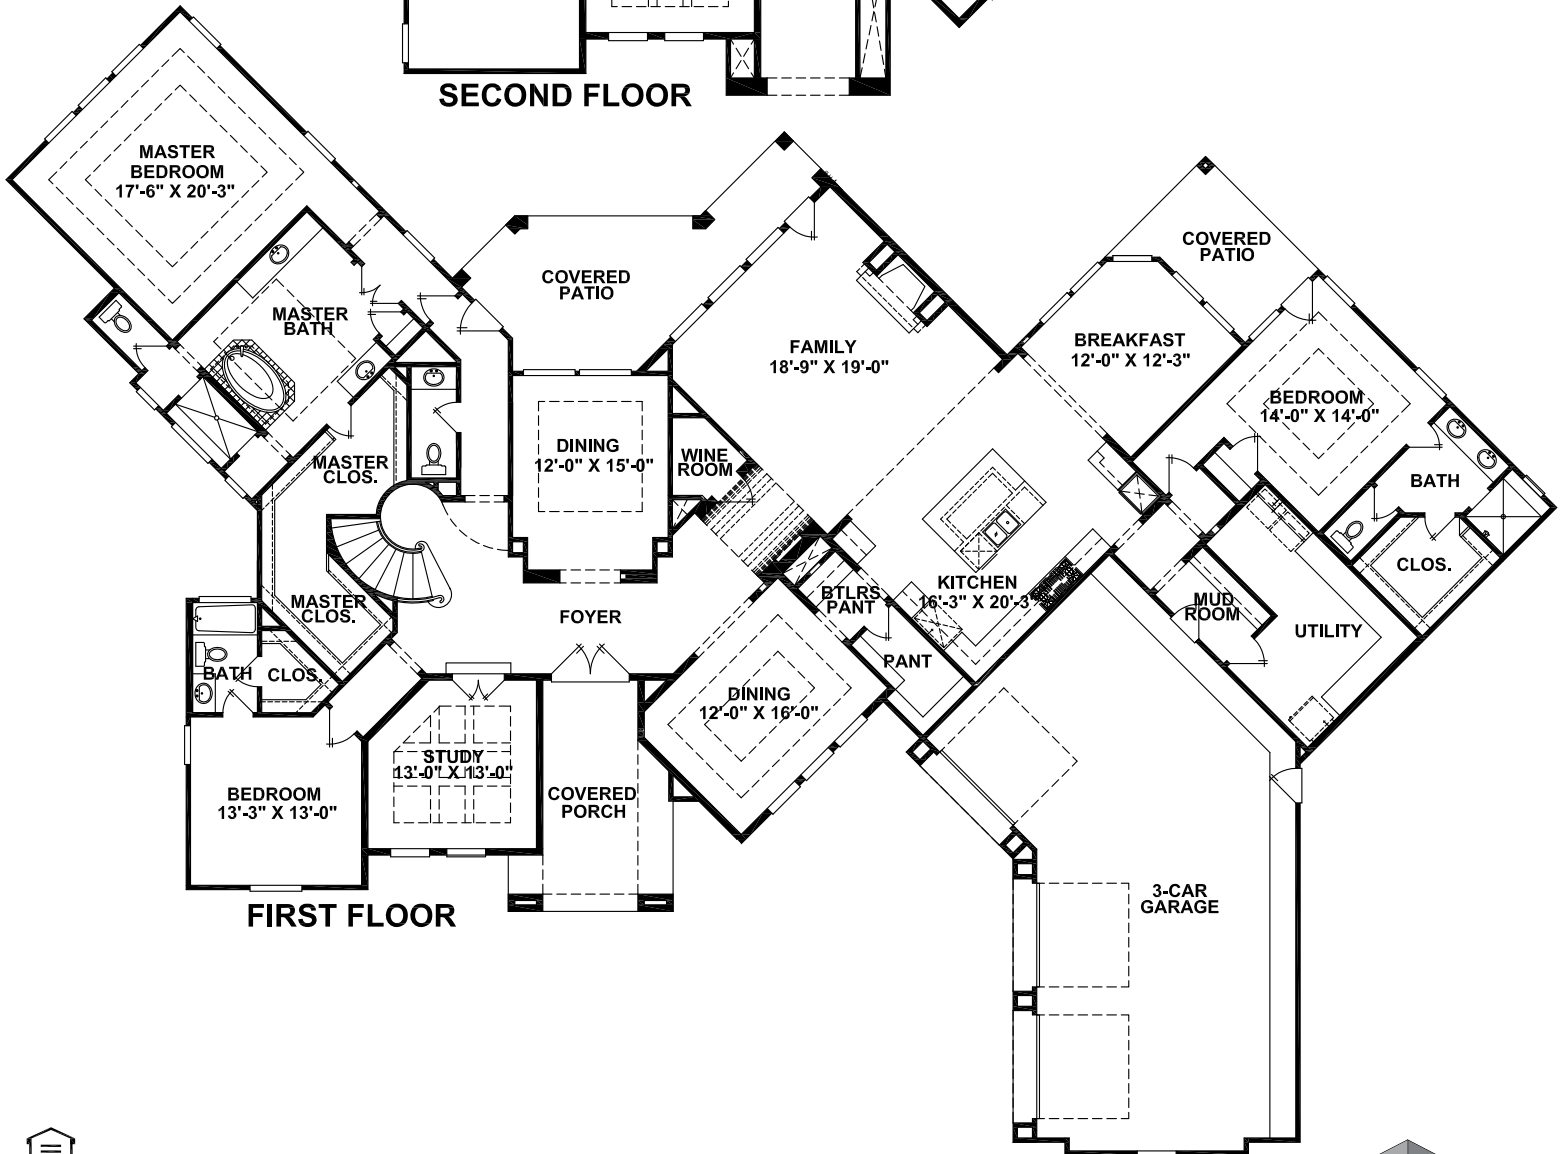 SECOND FLOOR
MASTER
BEDROOM
17'-6" X 20'-3"
COVERED
PATIO
COVERED
PATIO
MASTER
BATH
FAMILY
18'-9" X 19'-0"
BREAKFAST
12'-0" X 12'-3"
BEDROOM
14'-0" X 14'-0"
DINING
12'-0" X 15'-0"
WINE
ROOM
MASTER
CLOS.
BATH
CLOS.
KITCHEN
16'-3" X 20'-3"
BTLRS
PANT
MUD
ROOM
MASTER
CLOS.
FOYER
UTILITY
PANT
BATH
CLOS.
DINING
12'-0" X 16'-0"
STUDY
13'-0" X 13'-0"
BEDROOM
13'-3" X 13'-0"
COVERED
PORCH
3-CAR
GARAGE
FIRST FLOOR